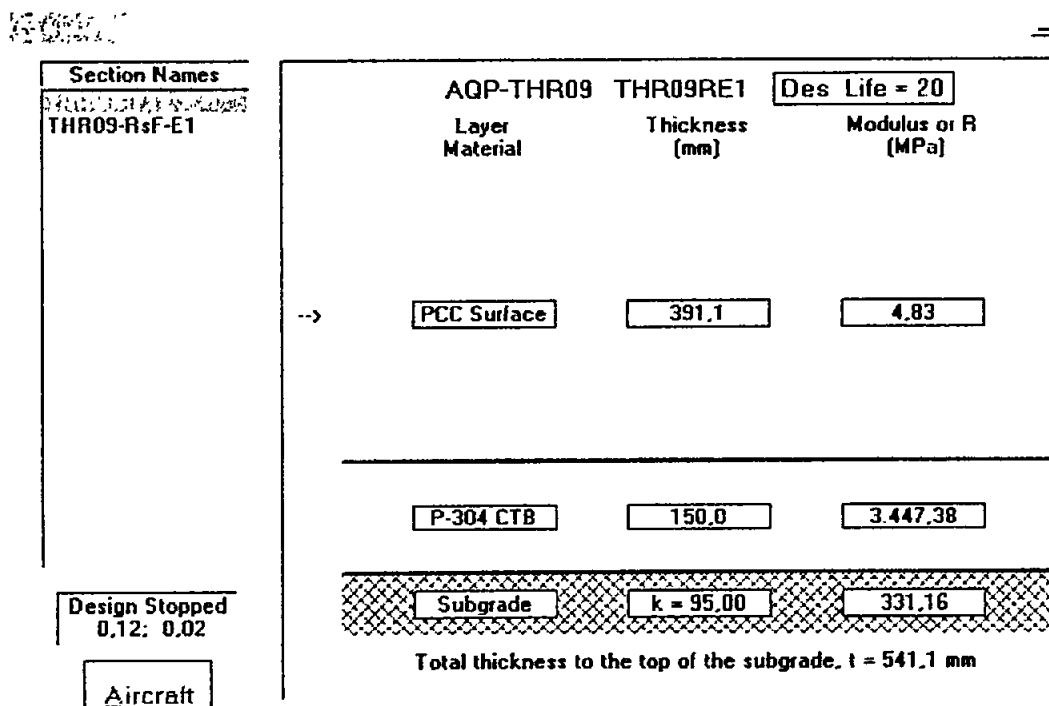 Section Names
THR09-RsF-E1
AQP-THR09 THR09RE1 Des Life = 20
Layer Material Thickness (mm) Modulus or R (MPa)
--> PCC Surface 391,1 4,83
P-304 CTB 150,0 3.447,38
Subgrade k = 95,00 331,16
Design Stopped
0,12; 0,02
Total thickness to the top of the subgrade, t = 541,1 mm
Aircraft